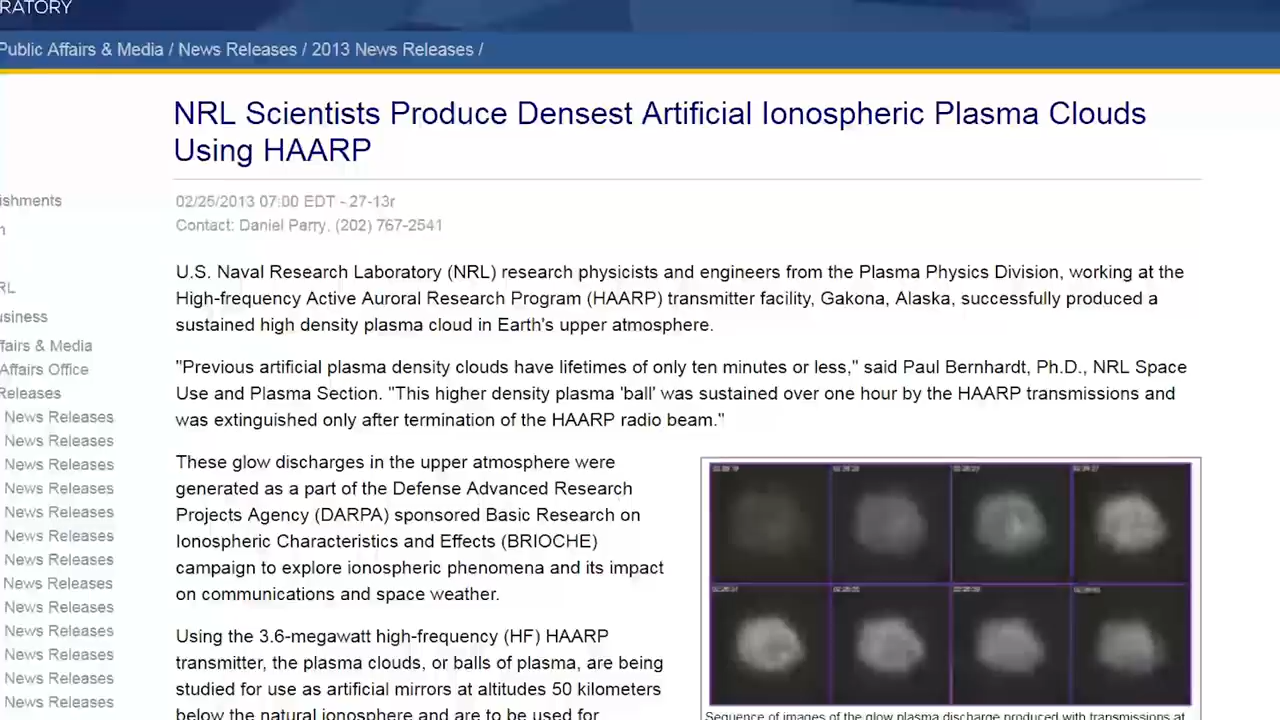 RATORY
Public Affairs & Media / News Releases / 2013 News Releases /
NRL Scientists Produce Densest Artificial Ionospheric Plasma Clouds
Using HAARP
02/25/2013 07:00 EDT - 27-13r
Contact: Daniel Parry, (202) 767-2541
ishments
n
RL
usiness
ffairs & Media
Affairs Office
Releases
News Releases
News Releases
News Releases
News Releases
News Releases
News Releases
News Releases
News Releases
News Releases
News Releases
News Releases
News Releases
News Releases
U.S. Naval Research Laboratory (NRL) research physicists and engineers from the Plasma Physics Division, working at the
High-frequency Active Auroral Research Program (HAARP) transmitter facility, Gakona, Alaska, successfully produced a
sustained high density plasma cloud in Earth's upper atmosphere.
"Previous artificial plasma density clouds have lifetimes of only ten minutes or less," said Paul Bernhardt, Ph.D., NRL Space
Use and Plasma Section. "This higher density plasma 'ball' was sustained over one hour by the HAARP transmissions and
was extinguished only after termination of the HAARP radio beam."
These glow discharges in the upper atmosphere were
generated as a part of the Defense Advanced Research
Projects Agency (DARPA) sponsored Basic Research on
Ionospheric Characteristics and Effects (BRIOCHE)
campaign to explore ionospheric phenomena and its impact
on communications and space weather.
Using the 3.6-megawatt high-frequency (HF) HAARP
transmitter, the plasma clouds, or balls of plasma, are being
studied for use as artificial mirrors at altitudes 50 kilometers
below the natural ionosphere and are to be used for
Sequence of images of the glow plasma discharge produced with transmissions at